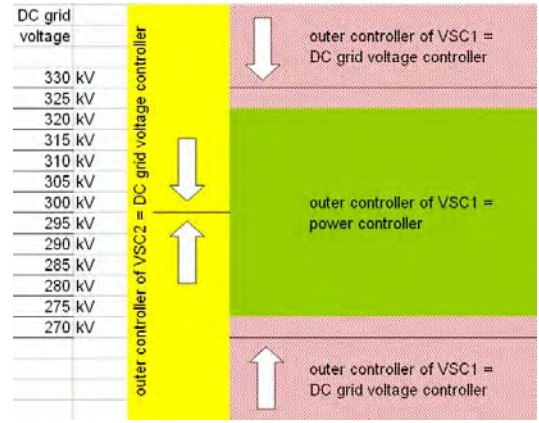 DC grid
voltage
330 kV
325 kV
320 kV
315 kV
310 kV
305 kV
300 kV
295 kV
290 kV
285 kV
280 kV
275 kV
270 kV
outer controller of VSC2 = DC grid voltage controller
outer controller of VSC1 =
DC grid voltage controller
outer controller of VSC1 =
power controller
outer controller of VSC1 =
DC grid voltage controller